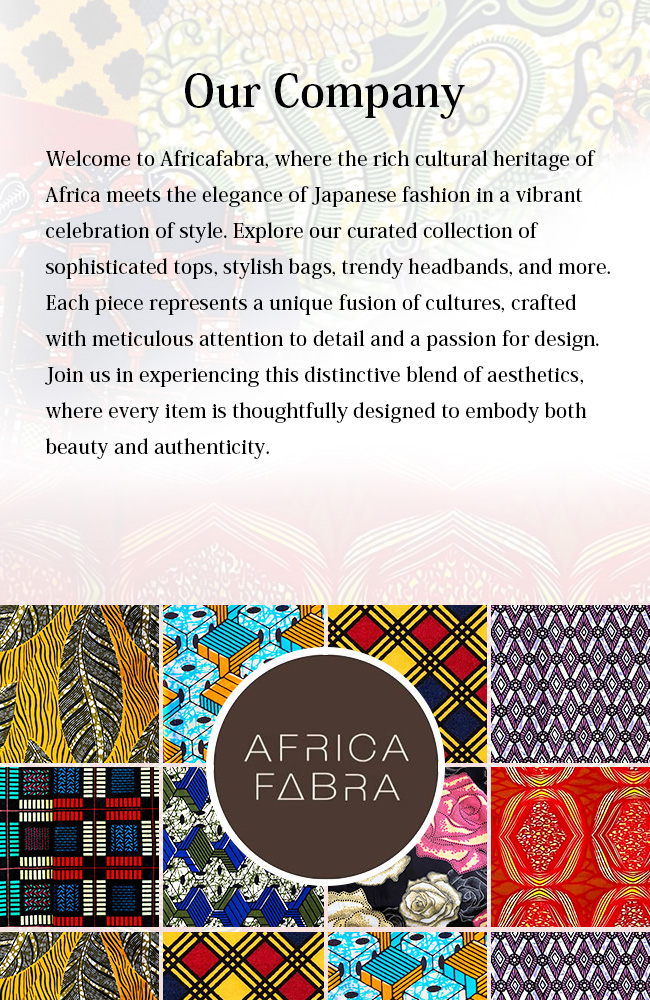 Our Company
Welcome to Africafabra, where the rich cultural heritage of
Africa meets the elegance of Japanese fashion in a vibrant
celebration of style. Explore our curated collection of
sophisticated tops, stylish bags, trendy headbands, and more.
Each piece represents a unique fusion of cultures, crafted
with meticulous attention to detail and a passion for design.
Join us in experiencing this distinctive blend of aesthetics,
where every item is thoughtfully designed to embody both
beauty and authenticity.
AFRICA
FABRA